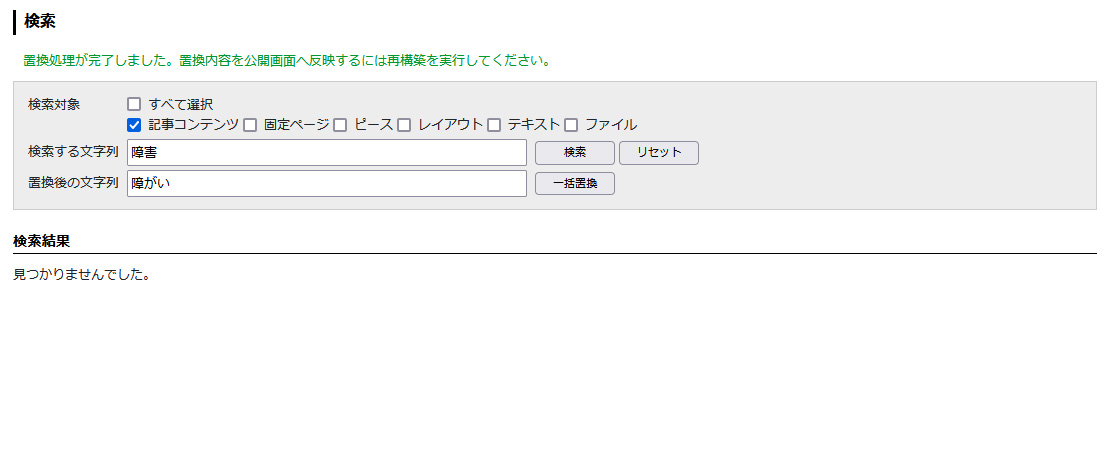 検索
置換処理が完了しました。置換内容を公開画面へ反映するには再構築を実行してください。
検索対象 すべて選択
記事コンテンツ 固定ページ ピース レイアウト テキスト ファイル
検索する文字列 障害 検索 リセット
置換後の文字列 障がい 一括置換
検索結果
見つかりませんでした。